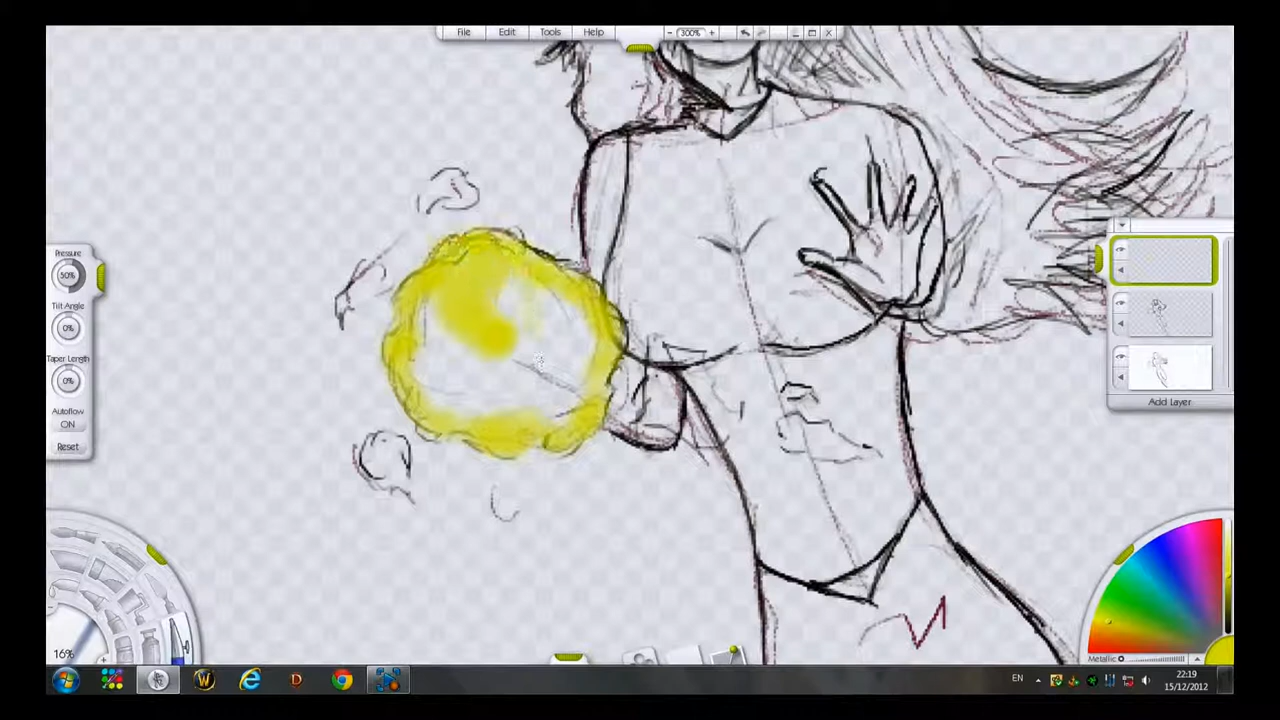 File Edit Tools Help - 300% +
Pressure
50%
Tilt Angle
0%
Taper Length
0%
Autoflow
ON
Reset
Add Layer
16%
Metallic
EN
22:19
15/12/2012